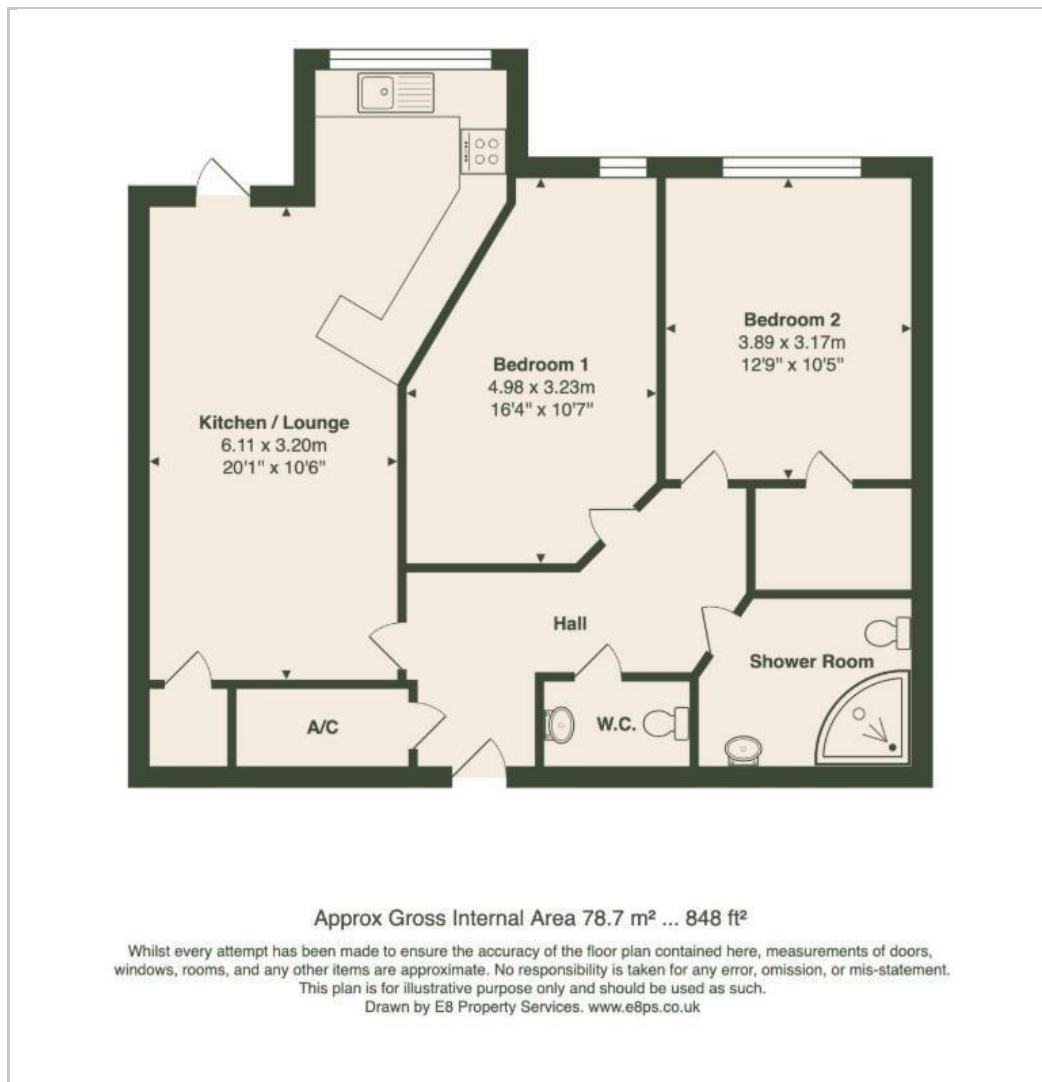 Kitchen / Lounge
6.11 x 3.20m
20'1" x 10'6"
Bedroom 1
4.98 x 3.23m
16'4" x 10'7"
Bedroom 2
3.89 x 3.17m
12'9" x 10'5"
Hall
Shower Room
A/C
W.C.
Approx Gross Internal Area 78.7 m² ... 848 ft²
Whilst every attempt has been made to ensure the accuracy of the floor plan contained here, measurements of doors,
windows, rooms, and any other items are approximate. No responsibility is taken for any error, omission, or mis-statement.
This plan is for illustrative purpose only and should be used as such.
Drawn by E8 Property Services. www.e8ps.co.uk